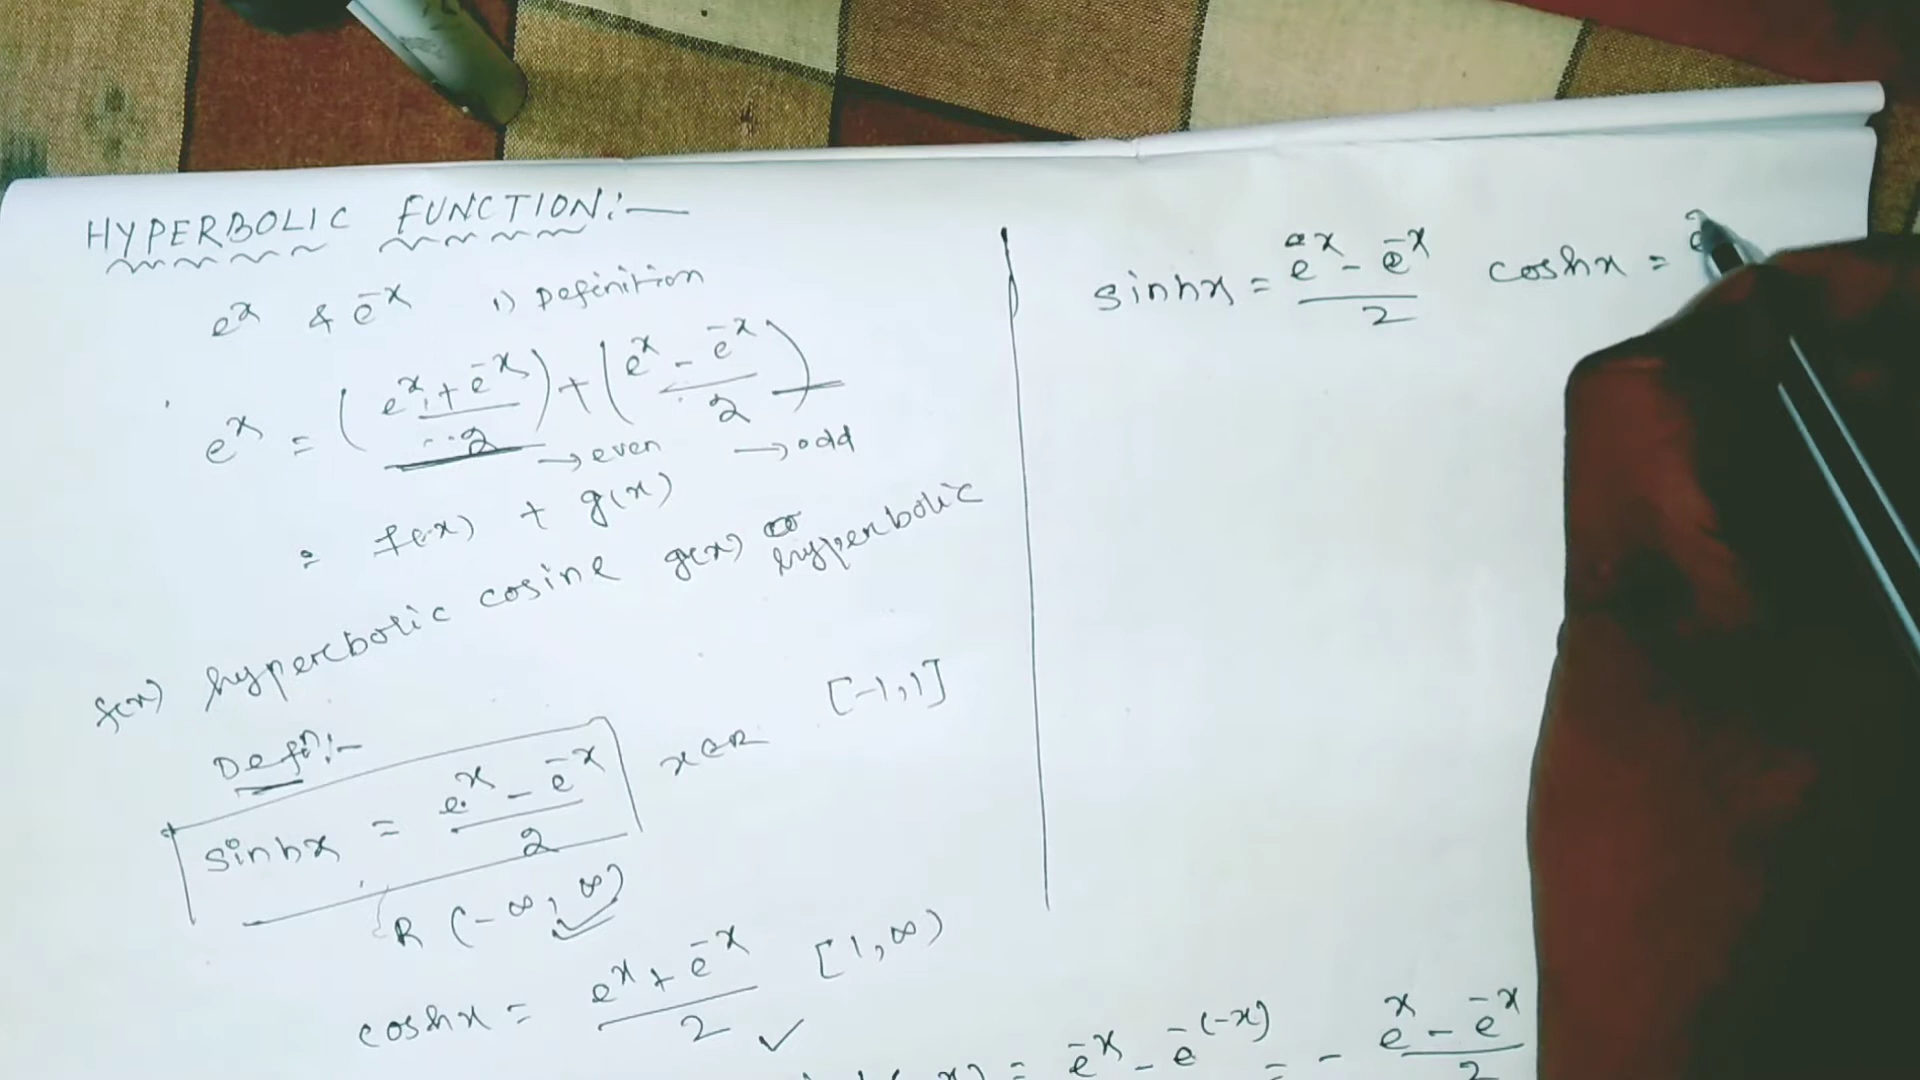 HYPERBOLIC FUNCTION:—
e^x & e^-x 1) Definition
e^x = ((e^x + e^-x)/2) + ((e^x - e^-x)/2)
→ even → odd
= f(x) + g(x)
f(x) hyperbolic cosine g(x) hyperbolic
Defn:-
sinhx = (e^x - e^-x)/2 x∈R [-1,1]
R (-∞, ∞)
coshx = (e^x + e^-x)/2 [1,∞) ✓
= e^-x - e^-(-x) = - (e^x - e^-x)/2
sinhx = (e^x - e^-x)/2 coshx = e